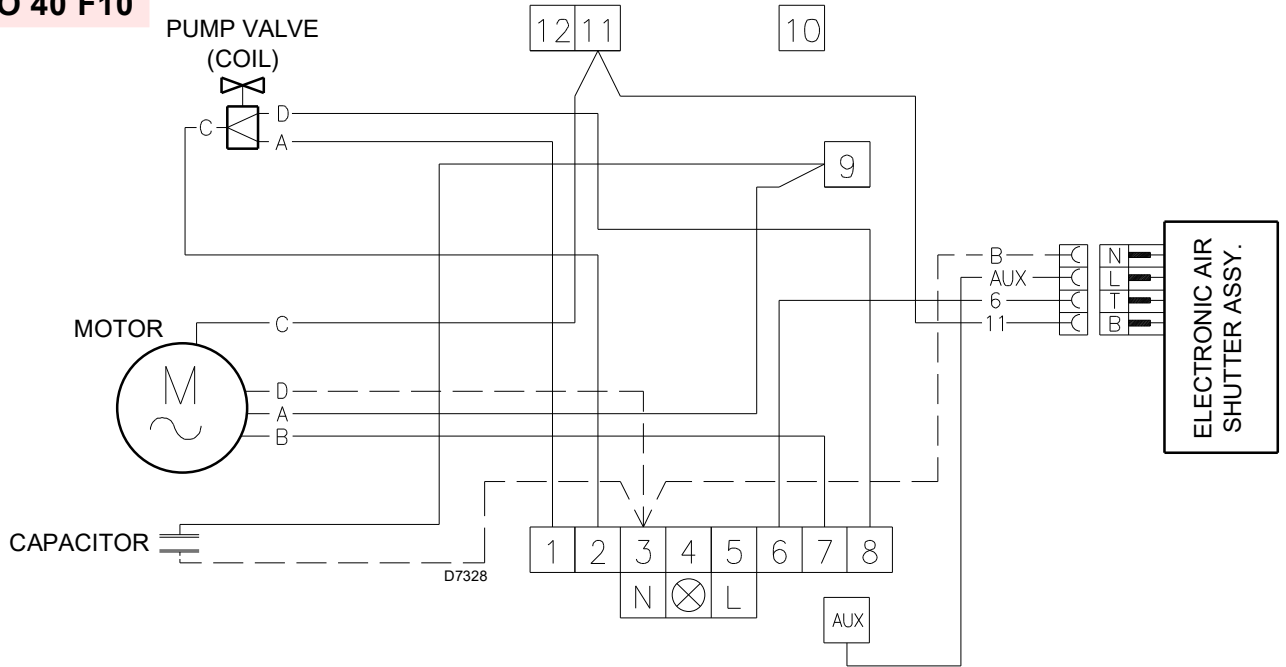 O 40 F10
PUMP VALVE
(COIL)
12 11
10
D
C
A
9
B
N
AUX
L
6
T
11
B
ELECTRONIC AIR
SHUTTER ASSY.
MOTOR
C
M
D
A
B
CAPACITOR
D7328
1 2 3 4 5 6 7 8
N L
AUX